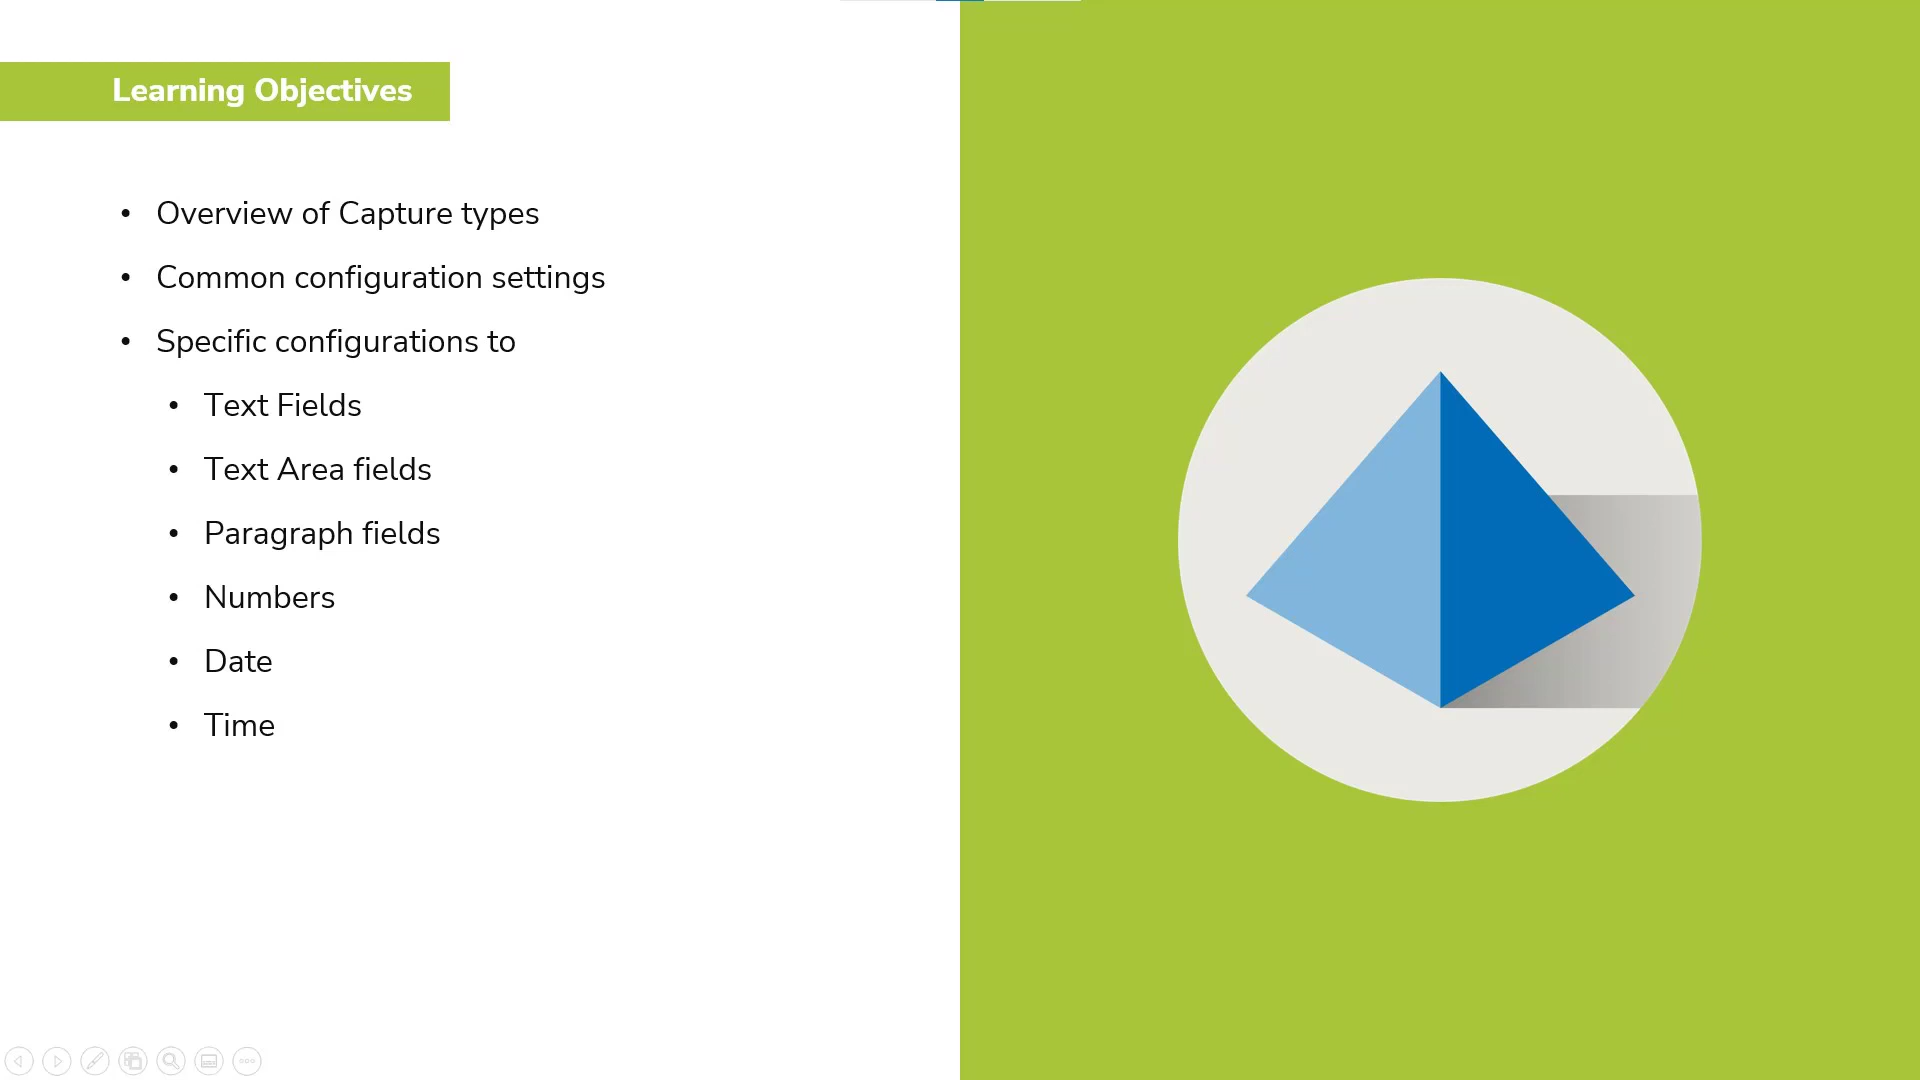 Learning Objectives
• Overview of Capture types
• Common configuration settings
• Specific configurations to
• Text Fields
• Text Area fields
• Paragraph fields
• Numbers
• Date
• Time